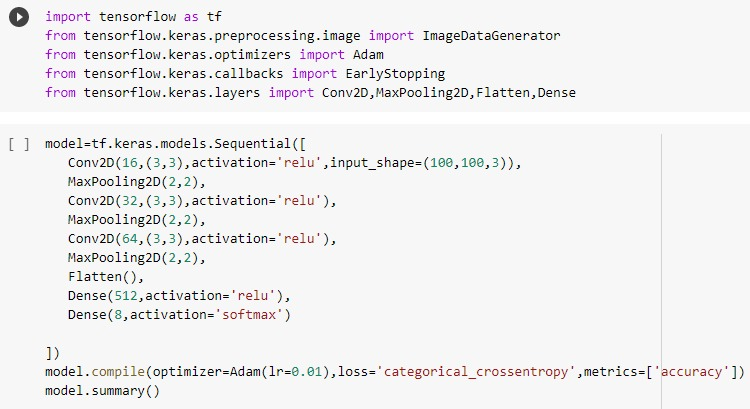 import tensorflow as tf
from tensorflow.keras.preprocessing.image import ImageDataGenerator
from tensorflow.keras.optimizers import Adam
from tensorflow.keras.callbacks import EarlyStopping
from tensorflow.keras.layers import Conv2D,MaxPooling2D,Flatten,Dense
[ ] model=tf.keras.models.Sequential([
Conv2D(16,(3,3),activation='relu',input_shape=(100,100,3)),
MaxPooling2D(2,2),
Conv2D(32,(3,3),activation='relu'),
MaxPooling2D(2,2),
Conv2D(64,(3,3),activation='relu'),
MaxPooling2D(2,2),
Flatten(),
Dense(512,activation='relu'),
Dense(8,activation='softmax')
])
model.compile(optimizer=Adam(lr=0.01),loss='categorical_crossentropy',metrics=['accuracy'])
model.summary()